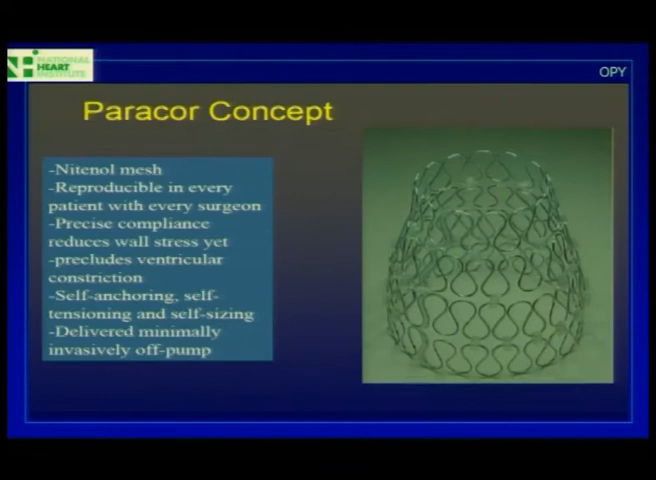 NATIONAL
HEART
INSTITUTE
OPY
Paracor Concept
-Nitenol mesh
-Reproducible in every
patient with every surgeon
-Precise compliance
reduces wall stress yet
-precludes ventricular
constriction
-Self-anchoring, self-
tensioning and self-sizing
-Delivered minimally
invasively off-pump